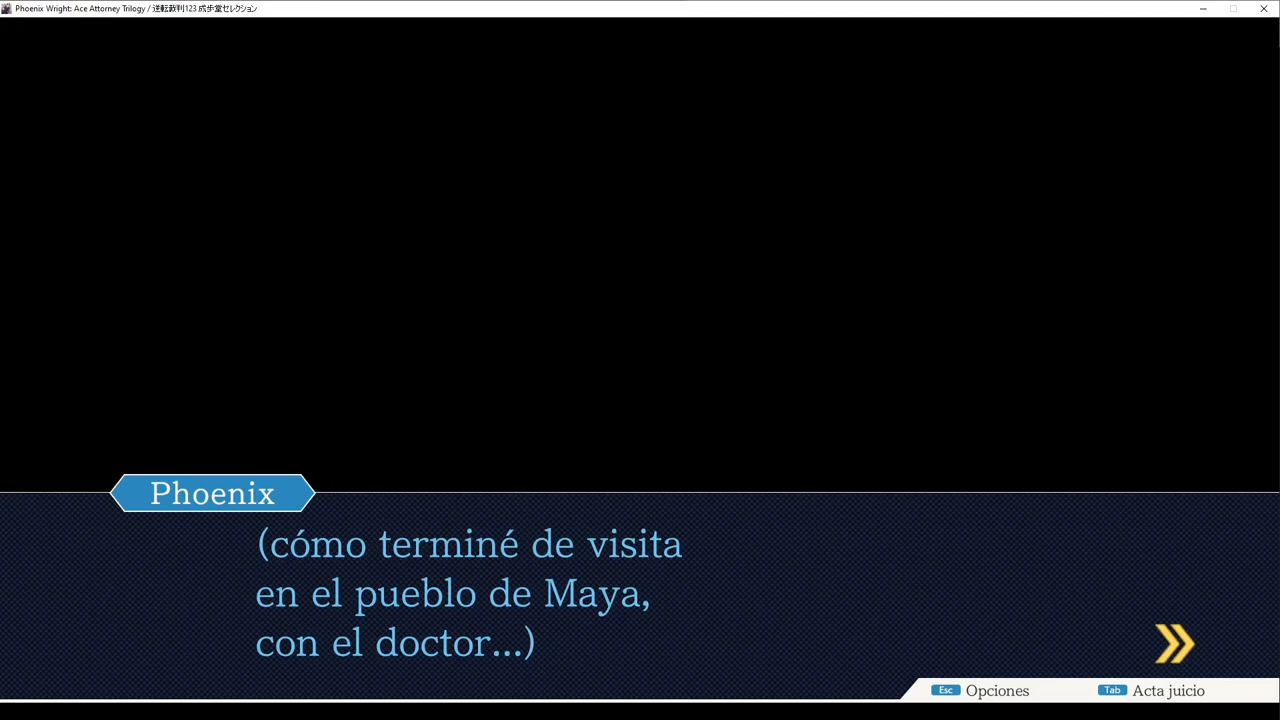 Phoenix Wright: Ace Attorney Trilogy / 逆転裁判123 成歩堂セレクション
Phoenix
(cómo terminé de visita
en el pueblo de Maya,
con el doctor...)
Esc Opciones Tab Acta juicio